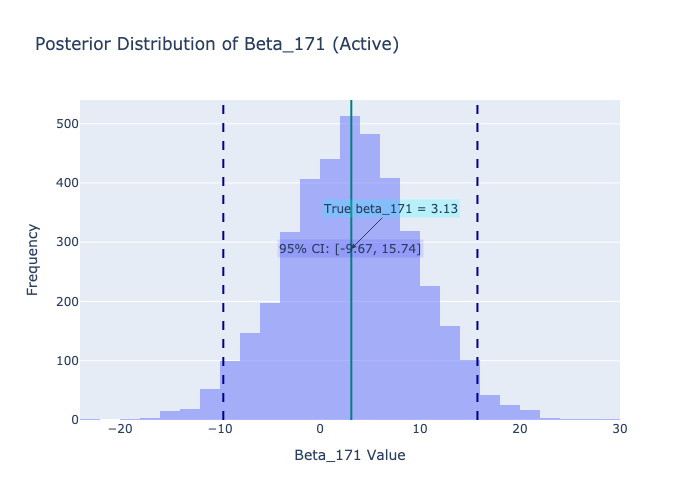 Posterior Distribution of Beta_171 (Active)
500
400
300
200
100
0
Frequency
True beta_171 = 3.13
95% CI: [-9.67, 15.74]
−20
−10
0
10
20
30
Beta_171 Value